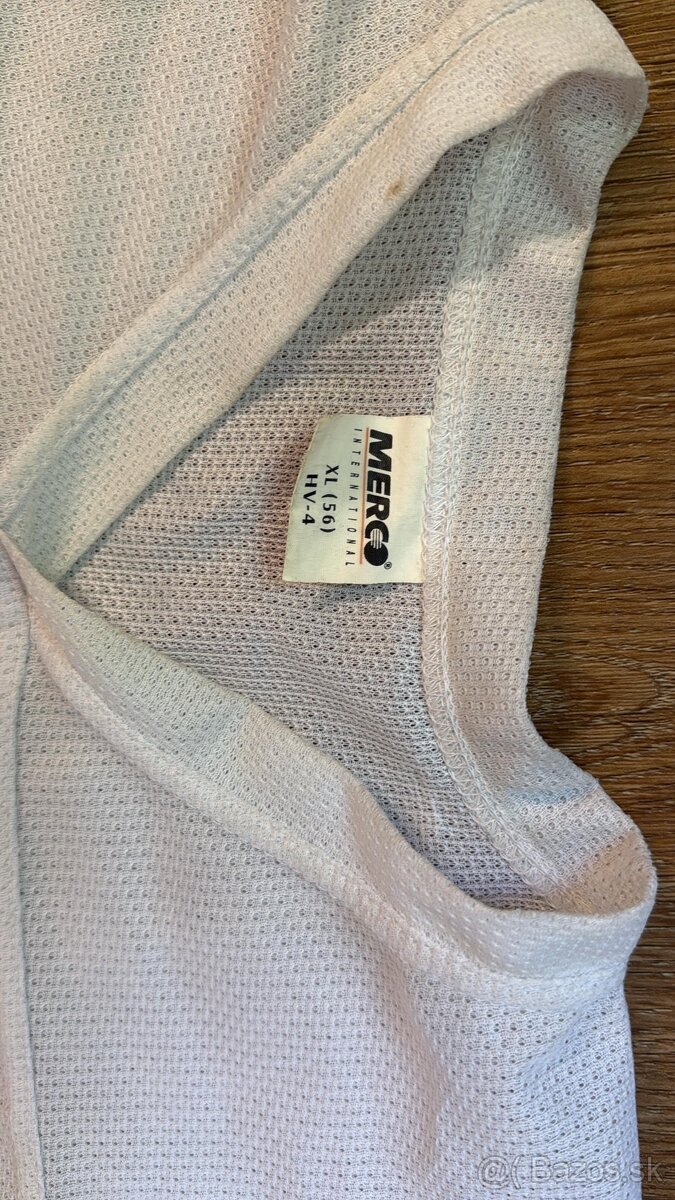 MERCO®
INTERNATIONAL
XL (56)
HV-4
@( Bazos.sk